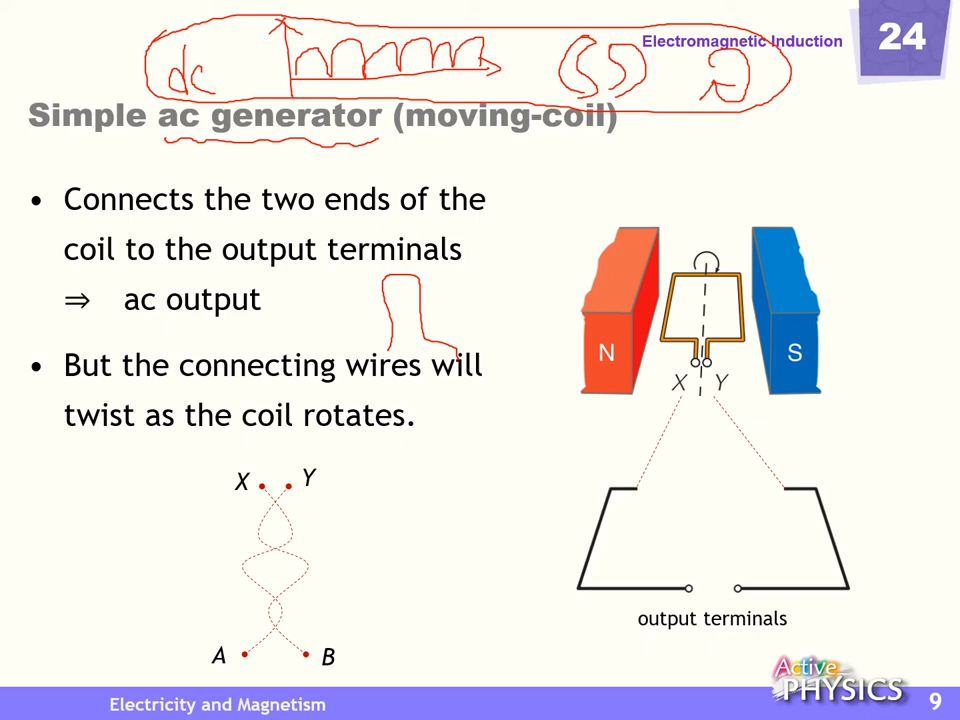 Electromagnetic Induction
24
dc
Simple ac generator (moving-coil)
• Connects the two ends of the
coil to the output terminals
⇒ ac output
• But the connecting wires will
twist as the coil rotates.
N
S
X Y
X Y
A B
output terminals
Active
PHYSICS
Electricity and Magnetism
9